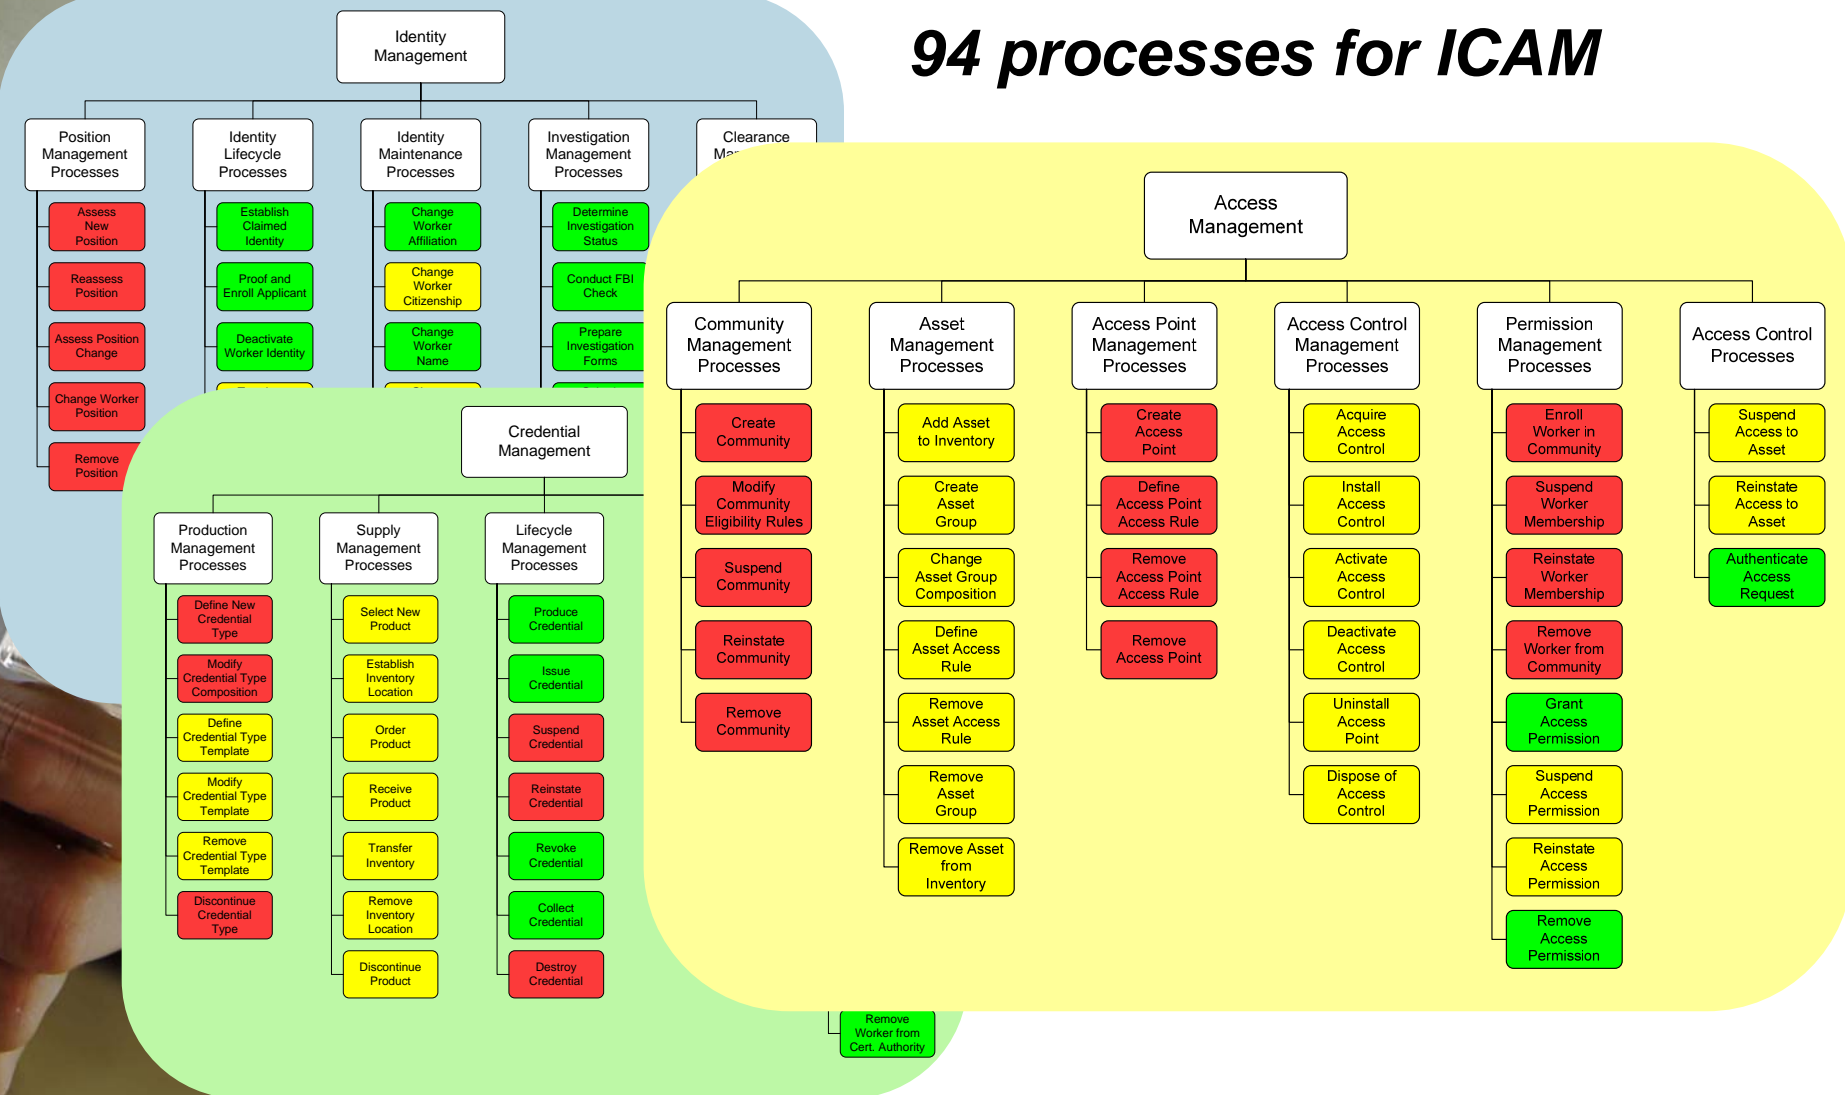 94 processes for ICAM
Identity
Management
Position
Management
Processes
Assess
New
Position
Reassess
Position
Assess Position
Change
Change Worker
Position
Remove
Position
Identity
Lifecycle
Processes
Establish
Claimed
Identity
Proof and
Enroll Applicant
Deactivate
Worker Identity
Identity
Maintenance
Processes
Change
Worker
Affiliation
Change
Worker
Citizenship
Change
Worker
Name
Investigation
Management
Processes
Determine
Investigation
Status
Conduct FBI
Check
Prepare
Investigation
Forms
Clearance
Credential
Management
Production
Management
Processes
Define New
Credential
Type
Modify
Credential Type
Composition
Define
Credential Type
Template
Modify
Credential Type
Template
Remove
Credential Type
Template
Discontinue
Credential
Type
Supply
Management
Processes
Select New
Product
Establish
Inventory
Location
Order
Product
Receive
Product
Transfer
Inventory
Remove
Inventory
Location
Discontinue
Product
Lifecycle
Management
Processes
Produce
Credential
Issue
Credential
Suspend
Credential
Reinstate
Credential
Revoke
Credential
Collect
Credential
Destroy
Credential
Remove
Worker from
Cert. Authority
Access
Management
Community
Management
Processes
Create
Community
Modify
Community
Eligibility Rules
Suspend
Community
Reinstate
Community
Remove
Community
Asset
Management
Processes
Add Asset
to Inventory
Create
Asset
Group
Change
Asset Group
Composition
Define
Asset Access
Rule
Remove
Asset Access
Rule
Remove
Asset
Group
Remove Asset
from
Inventory
Access Point
Management
Processes
Create
Access
Point
Define
Access Point
Access Rule
Remove
Access Point
Access Rule
Remove
Access Point
Access Control
Management
Processes
Acquire
Access
Control
Install
Access
Control
Activate
Access
Control
Deactivate
Access
Control
Uninstall
Access
Point
Dispose of
Access
Control
Permission
Management
Processes
Enroll
Worker in
Community
Suspend
Worker
Membership
Reinstate
Worker
Membership
Remove
Worker from
Community
Grant
Access
Permission
Suspend
Access
Permission
Reinstate
Access
Permission
Remove
Access
Permission
Access Control
Processes
Suspend
Access to
Asset
Reinstate
Access to
Asset
Authenticate
Access
Request